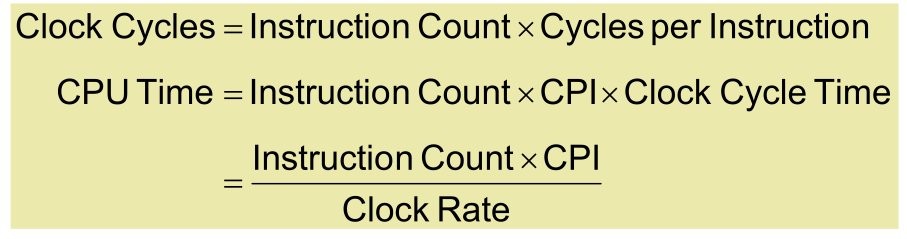 Clock Cycles = Instruction Count × Cycles per Instruction
CPU Time = Instruction Count × CPI × Clock Cycle Time
= Instruction Count × CPI
Clock Rate